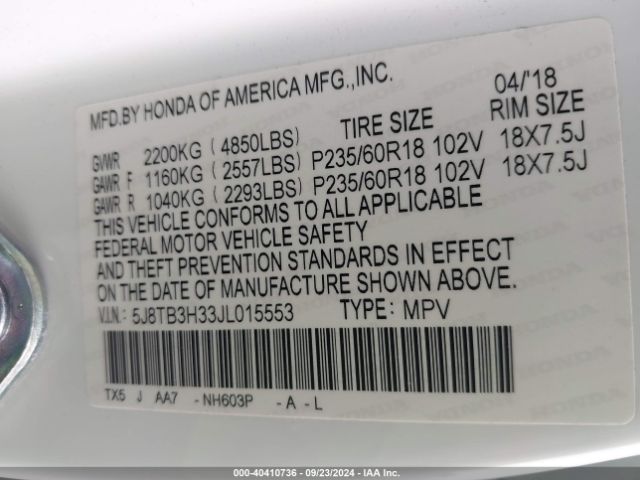 MFD.BY HONDA OF AMERICA MFG.,INC. 04/'18
TIRE SIZE RIM SIZE
GVWR 2200KG ( 4850LBS)
GAWR F 1160KG ( 2557LBS) P235/60R18 102V 18X7.5J
GAWR R 1040KG ( 2293LBS) P235/60R18 102V 18X7.5J
THIS VEHICLE CONFORMS TO ALL APPLICABLE
FEDERAL MOTOR VEHICLE SAFETY
AND THEFT PREVENTION STANDARDS IN EFFECT
ON THE DATE OF MANUFACTURE SHOWN ABOVE.
V.I.N.: 5J8TB3H33JL015553 TYPE: MPV
TX5 J AA7 - NH603P - A - L
000-40410736 - 09/23/2024 - IAA Inc.